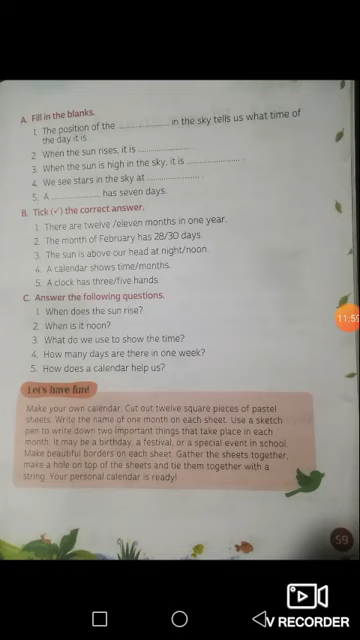 A. Fill in the blanks.
1. The position of the ...................... in the sky tells us what time of
the day it is.
2. When the sun rises, it is ...................... .
3. When the sun is high in the sky, it is ...................... .
4. We see stars in the sky at ...................... .
5. A ...................... has seven days.
B. Tick (✓) the correct answer.
1. There are twelve /eleven months in one year.
2. The month of February has 28/30 days.
3. The sun is above our head at night/noon.
4. A calendar shows time/months.
5. A clock has three/five hands.
C. Answer the following questions.
1. When does the sun rise?
2. When is it noon?
3. What do we use to show the time?
4. How many days are there in one week?
5. How does a calendar help us?
Let's have fun!
Make your own calendar. Cut out twelve square pieces of pastel
sheets. Write the name of one month on each sheet. Use a sketch
pen to write down two important things that take place in each
month. It may be a birthday, a festival, or a special event in school.
Make beautiful borders on each sheet. Gather the sheets together,
make a hole on top of the sheets and tie them together with a
string. Your personal calendar is ready!
59
11:59
V RECORDER